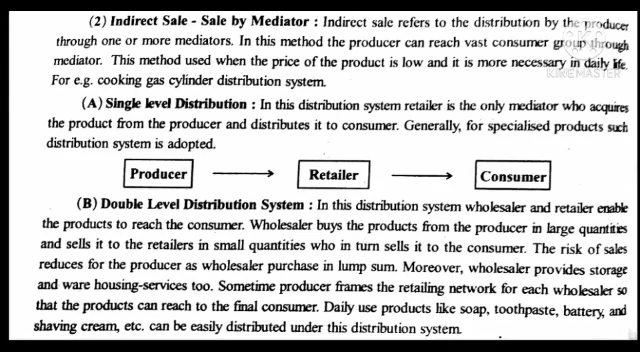 (2) Indirect Sale - Sale by Mediator : Indirect sale refers to the distribution by the producer
through one or more mediators. In this method the producer can reach vast consumer group through
mediator. This method used when the price of the product is low and it is more necessary in daily life.
For e.g. cooking gas cylinder distribution system.
KINEMASTER
(A) Single level Distribution : In this distribution system retailer is the only mediator who acquires
the product from the producer and distributes it to consumer. Generally, for specialised products such
distribution system is adopted.
Producer Retailer Consumer
(B) Double Level Distribution System : In this distribution system wholesaler and retailer enable
the products to reach the consumer. Wholesaler buys the products from the producer in large quantities
and sells it to the retailers in small quantities who in turn sells it to the consumer. The risk of sales
reduces for the producer as wholesaler purchase in lump sum. Moreover, wholesaler provides storage
and ware housing-services too. Sometime producer frames the retailing network for each wholesaler so
that the products can reach to the final consumer. Daily use products like soap, toothpaste, battery, and
shaving cream, etc. can be easily distributed under this distribution system.